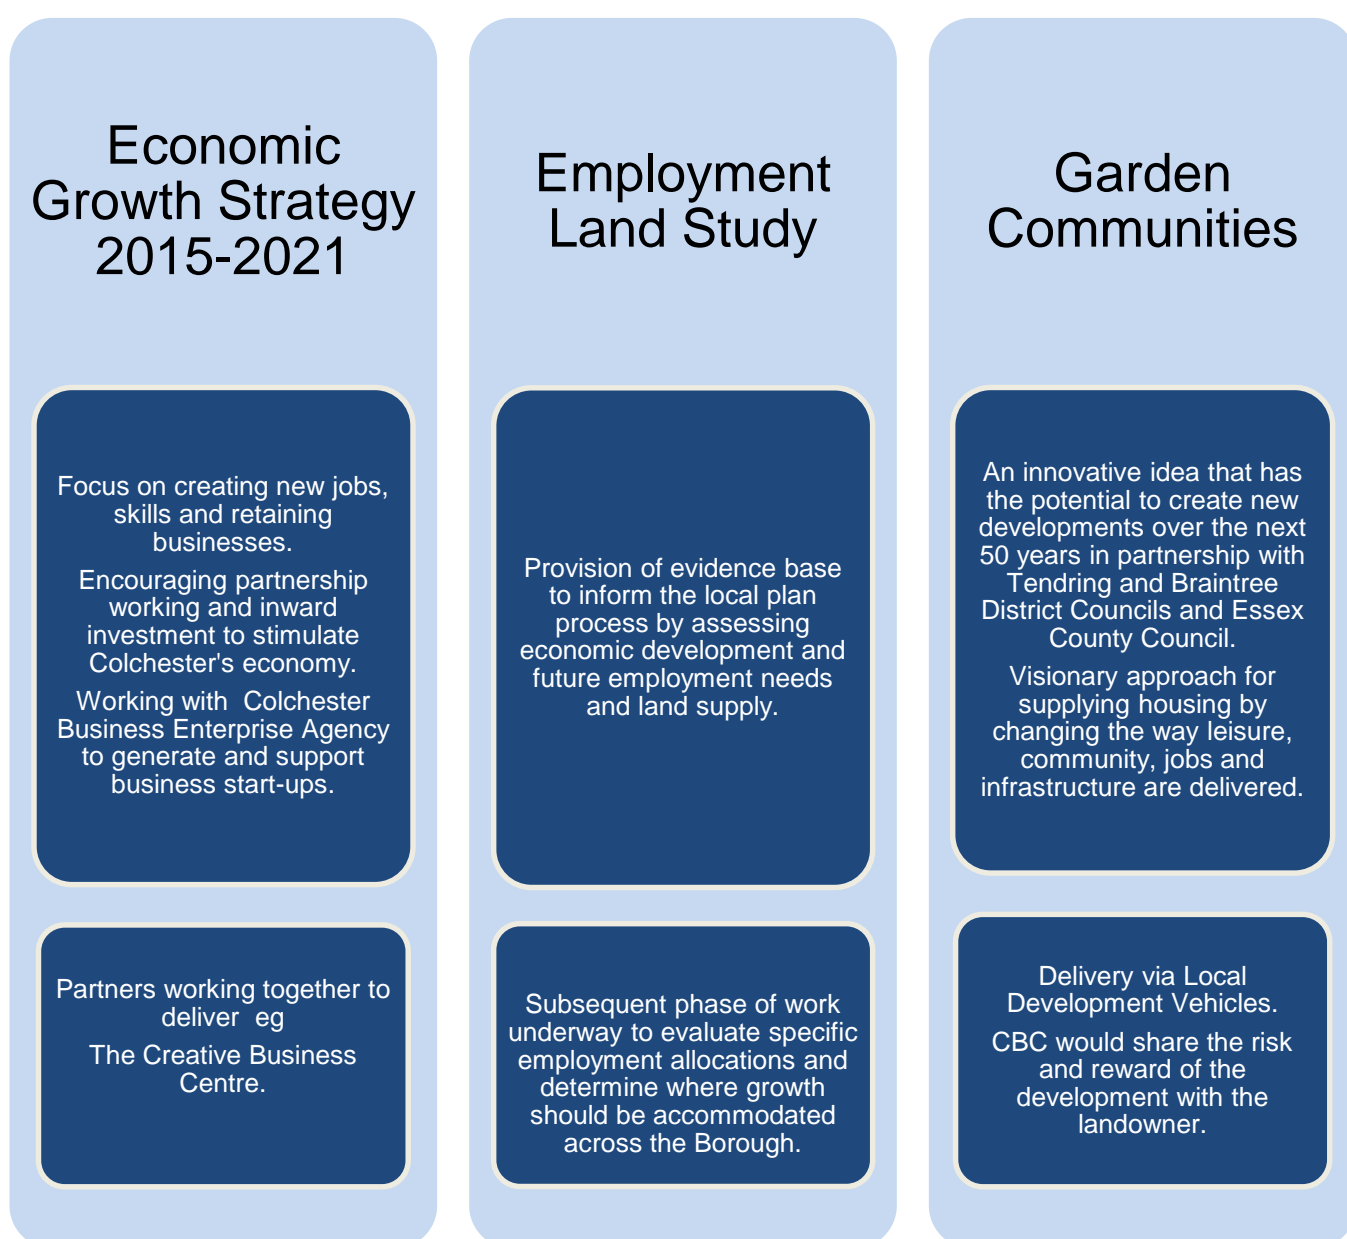 Economic
Growth Strategy
2015-2021
Focus on creating new jobs,
skills and retaining
businesses.
Encouraging partnership
working and inward
investment to stimulate
Colchester's economy.
Working with  Colchester
Business Enterprise Agency
to generate and support
business start-ups.
Partners working together to
deliver  eg
The Creative Business
Centre.
Employment
Land Study
Provision of evidence base
to inform the local plan
process by assessing
economic development and
future employment needs
and land supply.
Subsequent phase of work
underway to evaluate specific
employment allocations and
determine where growth
should be accommodated
across the Borough.
Garden
Communities
An innovative idea that has
the potential to create new
developments over the next
50 years in partnership with
Tendring and Braintree
District Councils and Essex
County Council.
Visionary approach for
supplying housing by
changing the way leisure,
community, jobs and
infrastructure are delivered.
Delivery via Local
Development Vehicles.
CBC would share the risk
and reward of the
development with the
landowner.